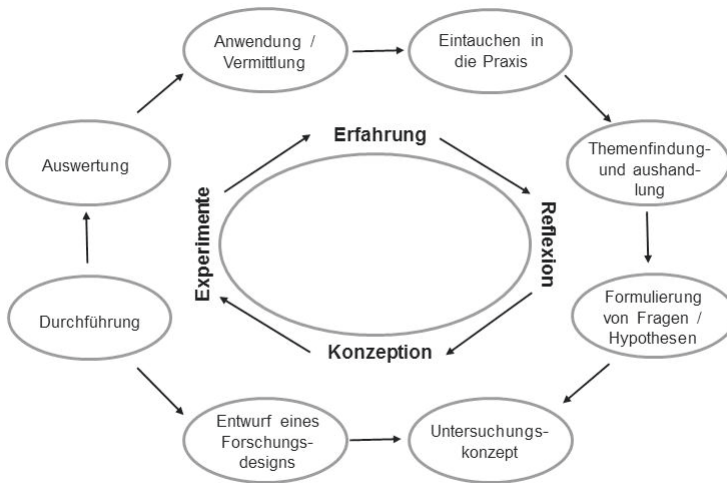 Anwendung /
Vermittlung
Eintauchen in
die Praxis
Themenfindung-
und aushand-
lung
Formulierung
von Fragen /
Hypothesen
Untersuchungs-
konzept
Entwurf eines
Forschungs-
designs
Durchführung
Auswertung
Erfahrung
Reflexion
Konzeption
Experimente